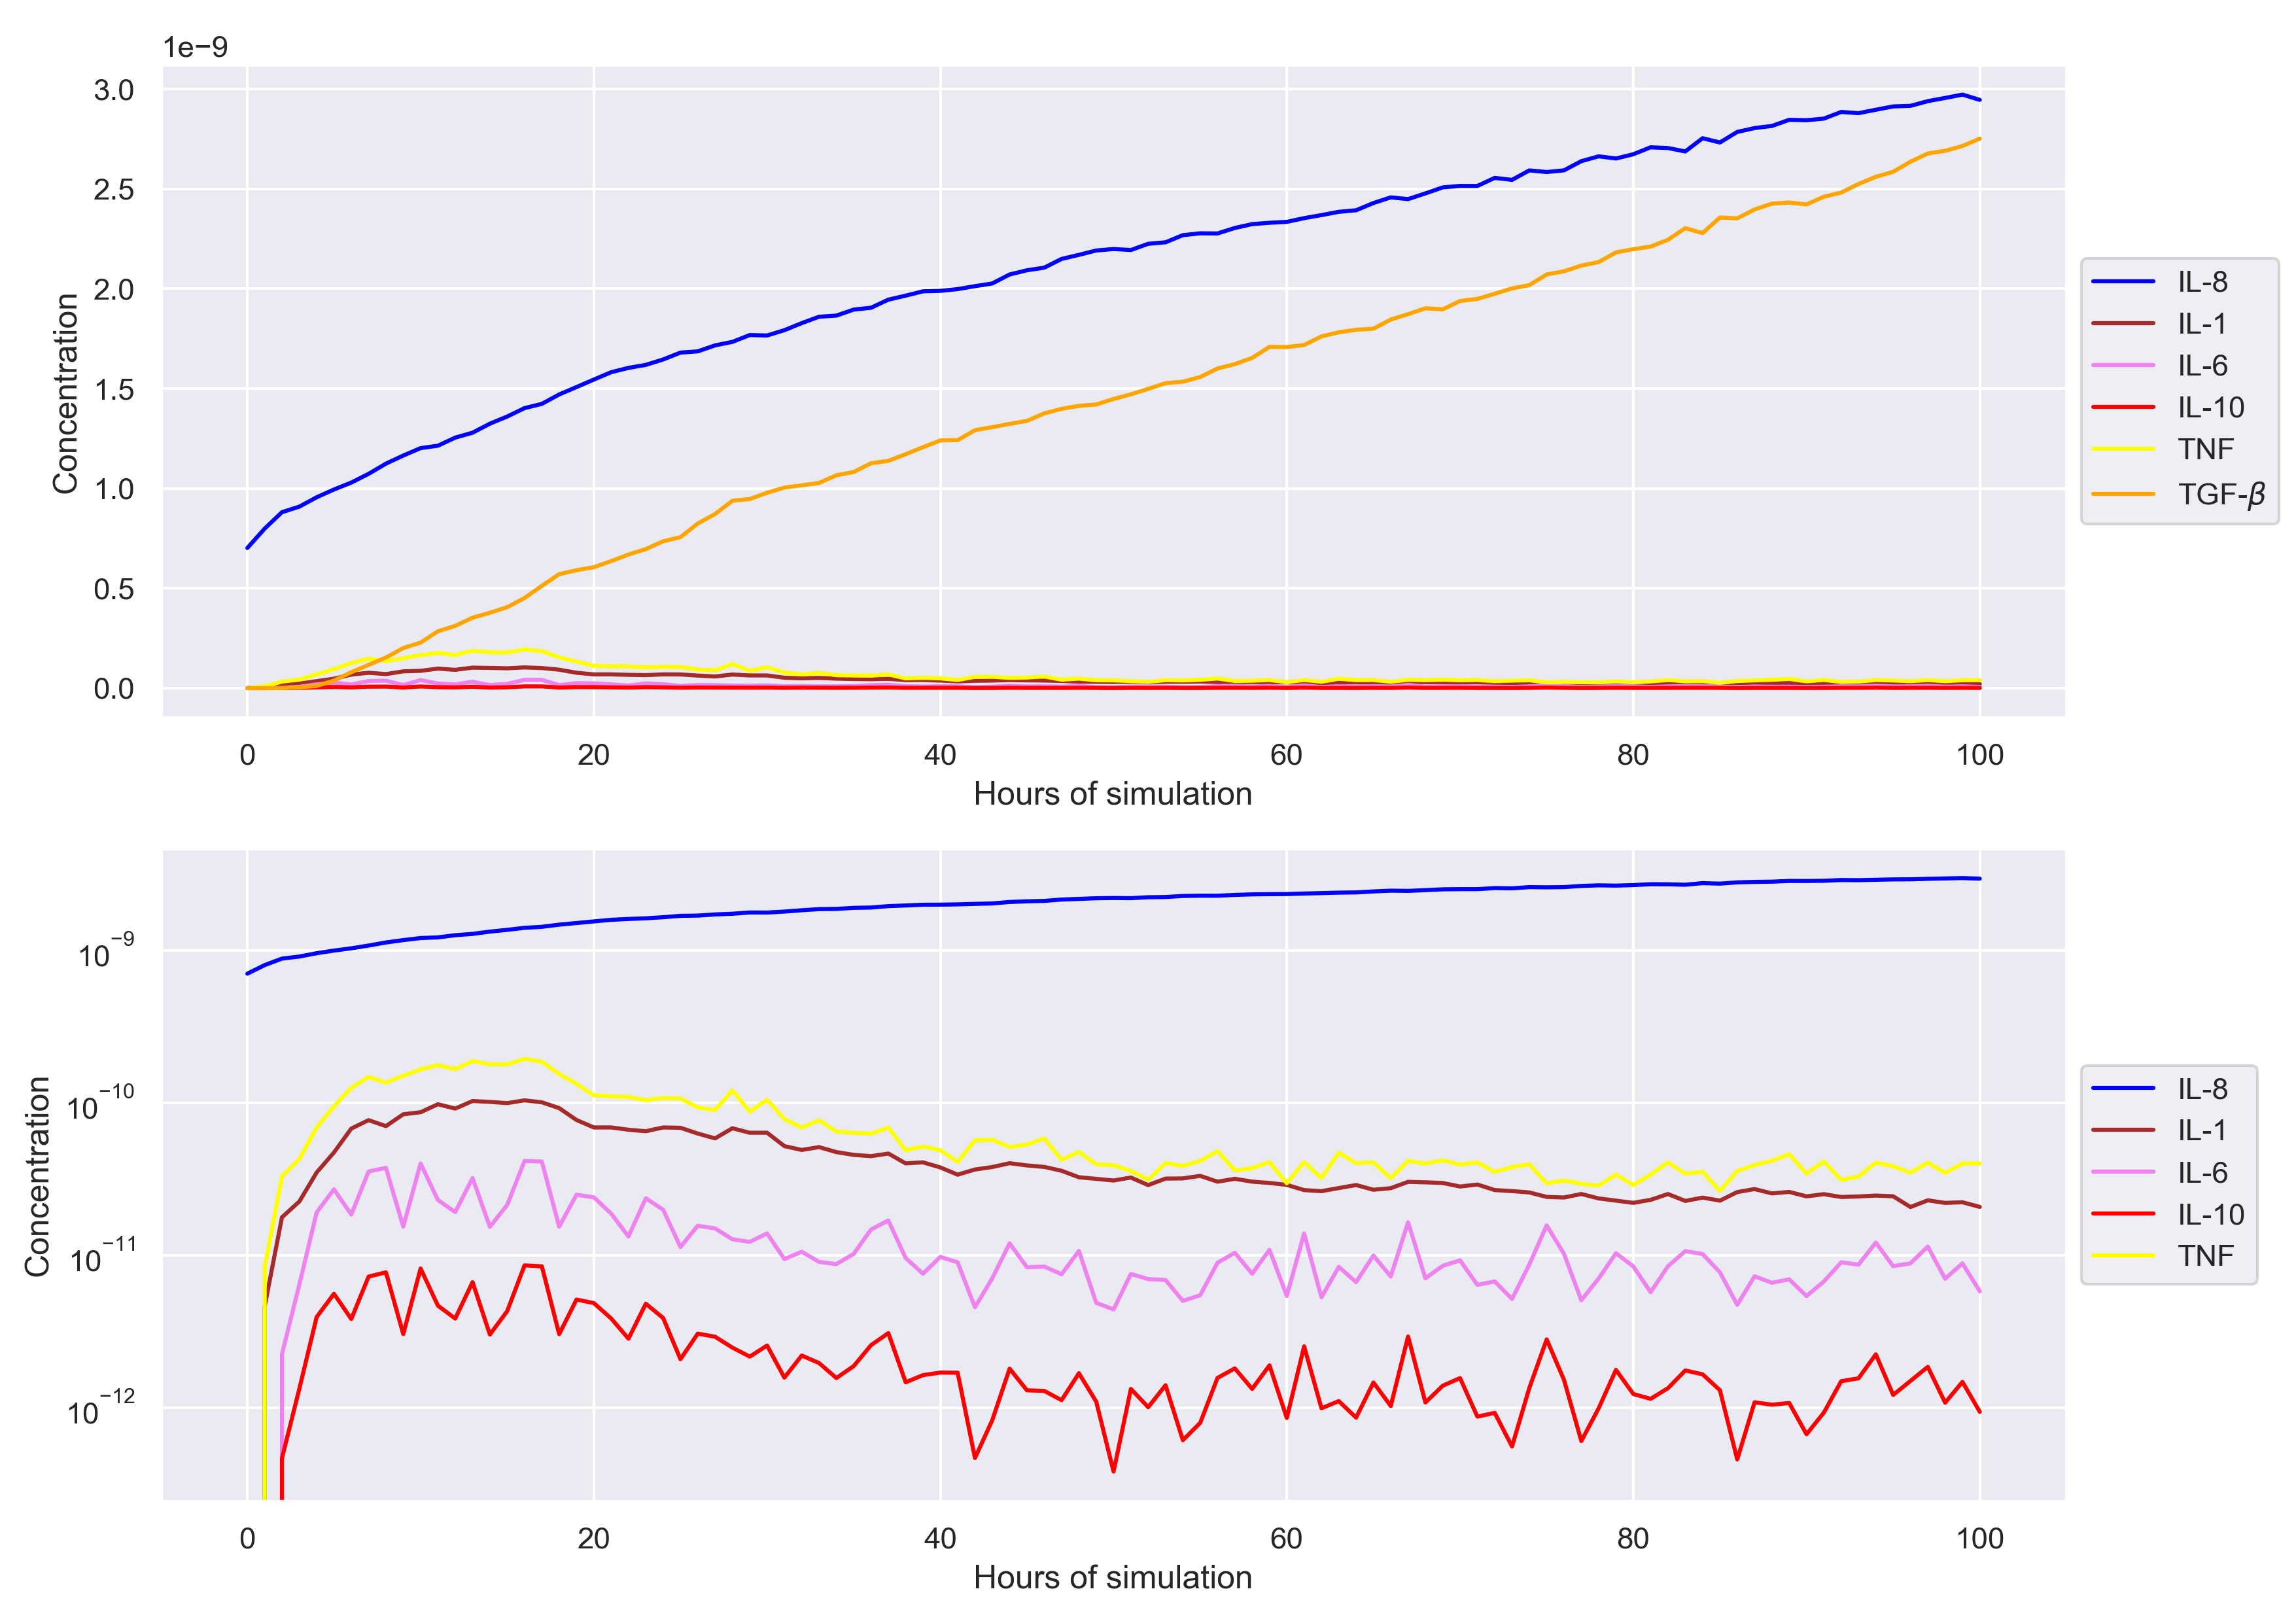 1e−9
3.0
2.5
2.0
1.5
1.0
0.5
0.0
Concentration
0 20 40 60 80 100
Hours of simulation
IL-8
IL-1
IL-6
IL-10
TNF
TGF-β
10⁻⁹
10⁻¹⁰
10⁻¹¹
10⁻¹²
Concentration
0 20 40 60 80 100
Hours of simulation
IL-8
IL-1
IL-6
IL-10
TNF